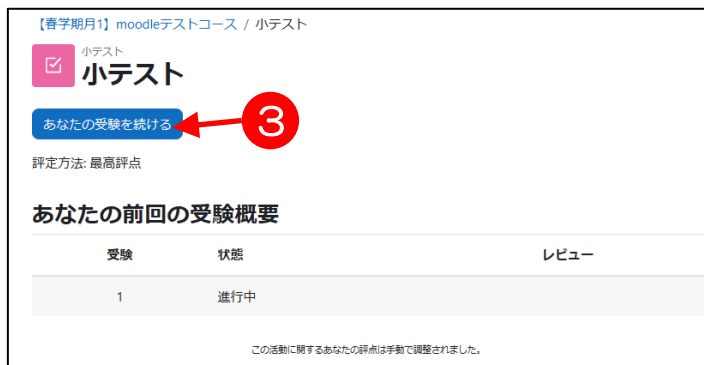 【春学期月1】moodleテストコース / 小テスト
小テスト
小テスト
あなたの受験を続ける
3
評定方法: 最高評点
あなたの前回の受験概要
受験 状態 レビュー
1 進行中
この活動に関するあなたの評点は手動で調整されました。